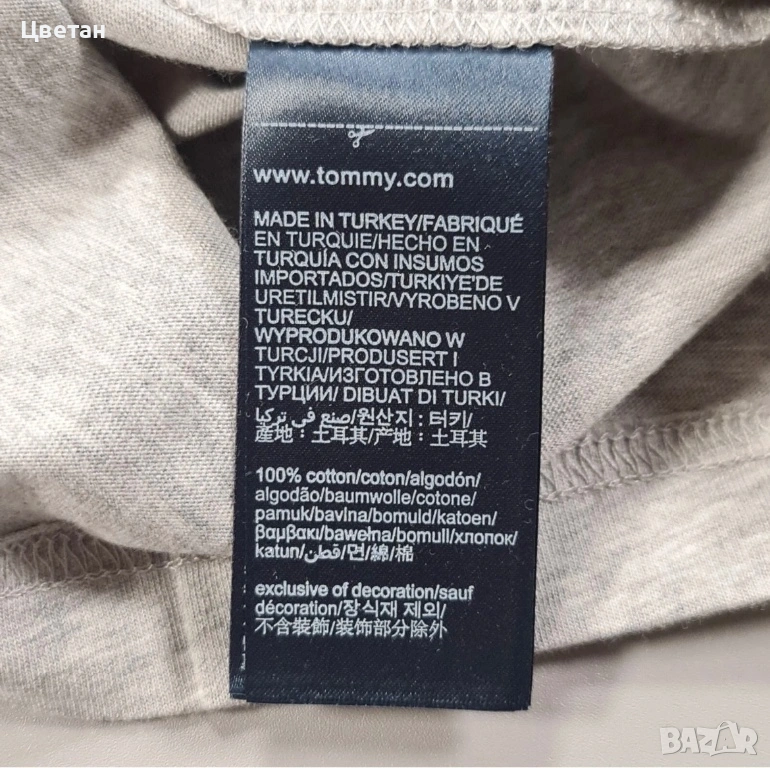 Цветан
www.tommy.com
MADE IN TURKEY/FABRIQUÉ
EN TURQUIE/HECHO EN
TURQUÍA CON INSUMOS
IMPORTADOS/TURKIYE'DE
URETILMISTIR/VYROBENO V
TURECKU/
WYPRODUKOWANO W
TURCJI/PRODUSERT I
TYRKIA/ИЗГОТОВЛЕНО В
ТУРЦИИ/ DIBUAT DI TURKI/
صنع في تركيا/원산지 : 터키/
產地 : 土耳其/产地 : 土耳其
100% cotton/coton/algodón/
algodão/baumwolle/cotone/
pamuk/bavlna/bomuld/katoen/
βαμβακι/bawełna/bomull/хлопок/
katun/قطن/면/綿/棉
exclusive of decoration/sauf
décoration/장식재 제외/
不含裝飾/装饰部分除外
BAZAR